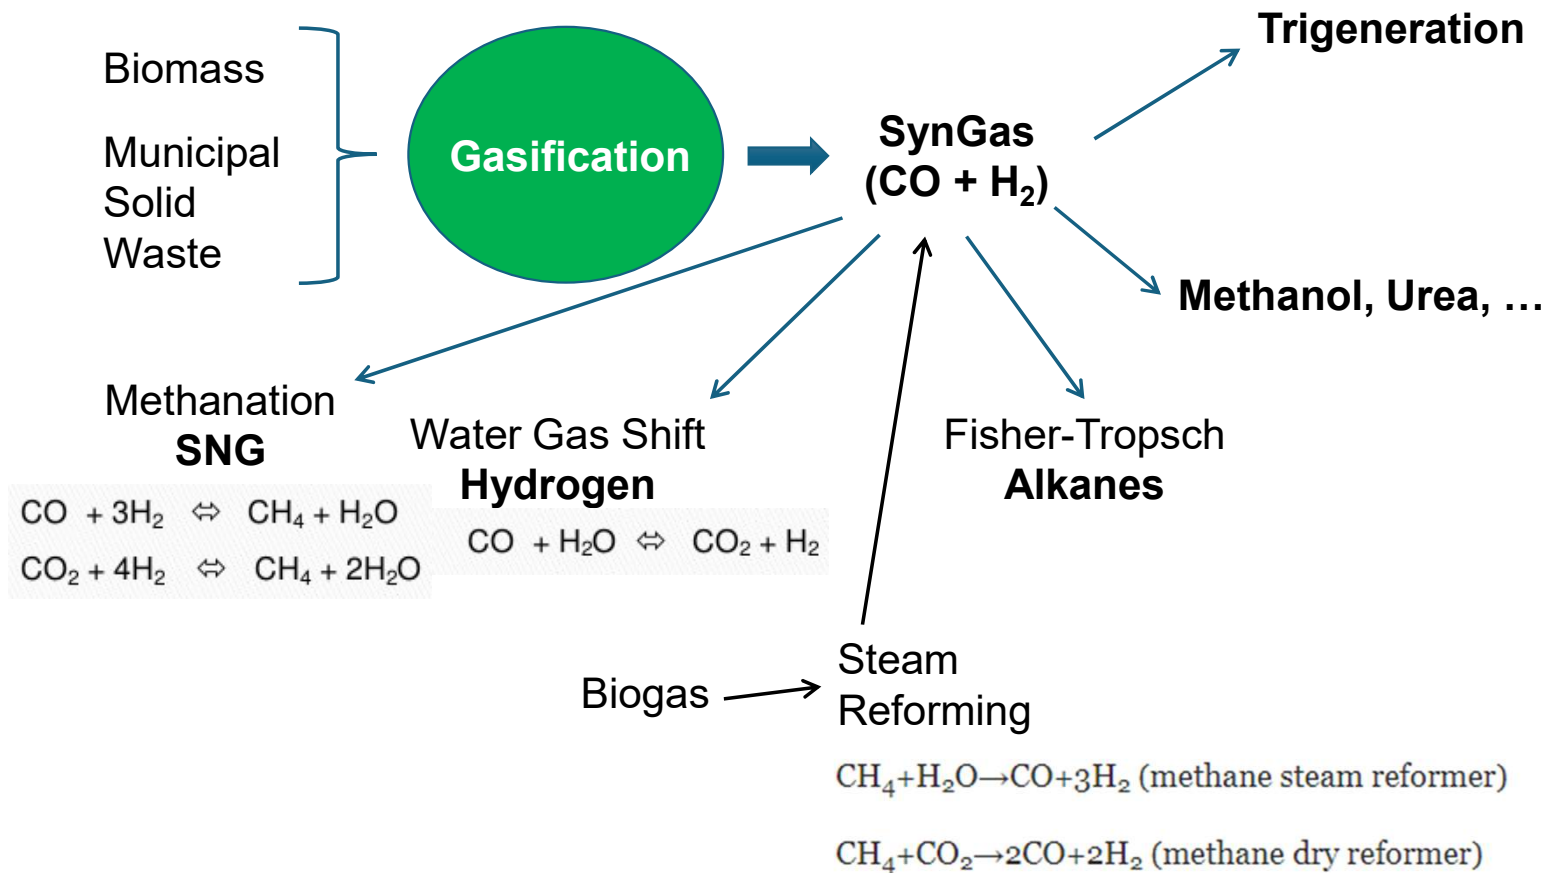 Biomass
Municipal
Solid
Waste
Gasification
SynGas
(CO + H₂)
Trigeneration
Methanol, Urea, …
Methanation
SNG
CO + 3H₂ ⇔ CH₄ + H₂O
CO₂ + 4H₂ ⇔ CH₄ + 2H₂O
Water Gas Shift
Hydrogen
CO + H₂O ⇔ CO₂ + H₂
Fisher-Tropsch
Alkanes
Biogas
Steam
Reforming
CH₄+H₂O→CO+3H₂ (methane steam reformer)
CH₄+CO₂→2CO+2H₂ (methane dry reformer)